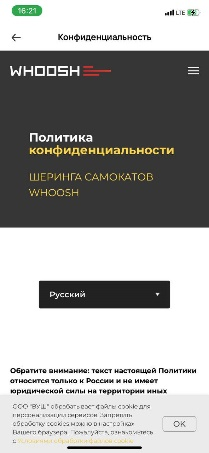 16:21
LTE
Конфиденциальность
WHOOSH
Политика
конфиденциальности
ШЕРИНГА САМОКАТОВ
WHOOSH
Русский
Обратите внимание: текст настоящей Политики
относится только к России и не имеет
юридической силы на территории иных
ООО "ВУШ" обрабатывает файлы cookie для
персонализации сервисов. Запретить
обработку cookies можно в настройках
Вашего браузера. Пожалуйста, ознакомьтесь
с
OK